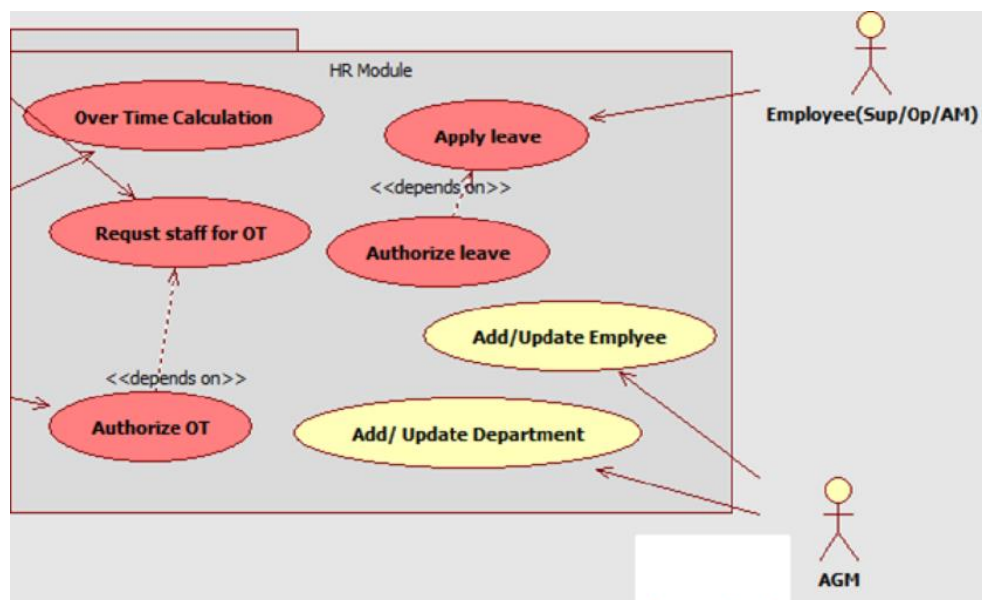 HR Module
Employee(Sup/Op/AM)
Over Time Calculation
Apply leave
<<depends on>>
Requst staff for OT
Authorize leave
Add/Update Emplyee
<<depends on>>
Authorize OT
Add/ Update Department
AGM